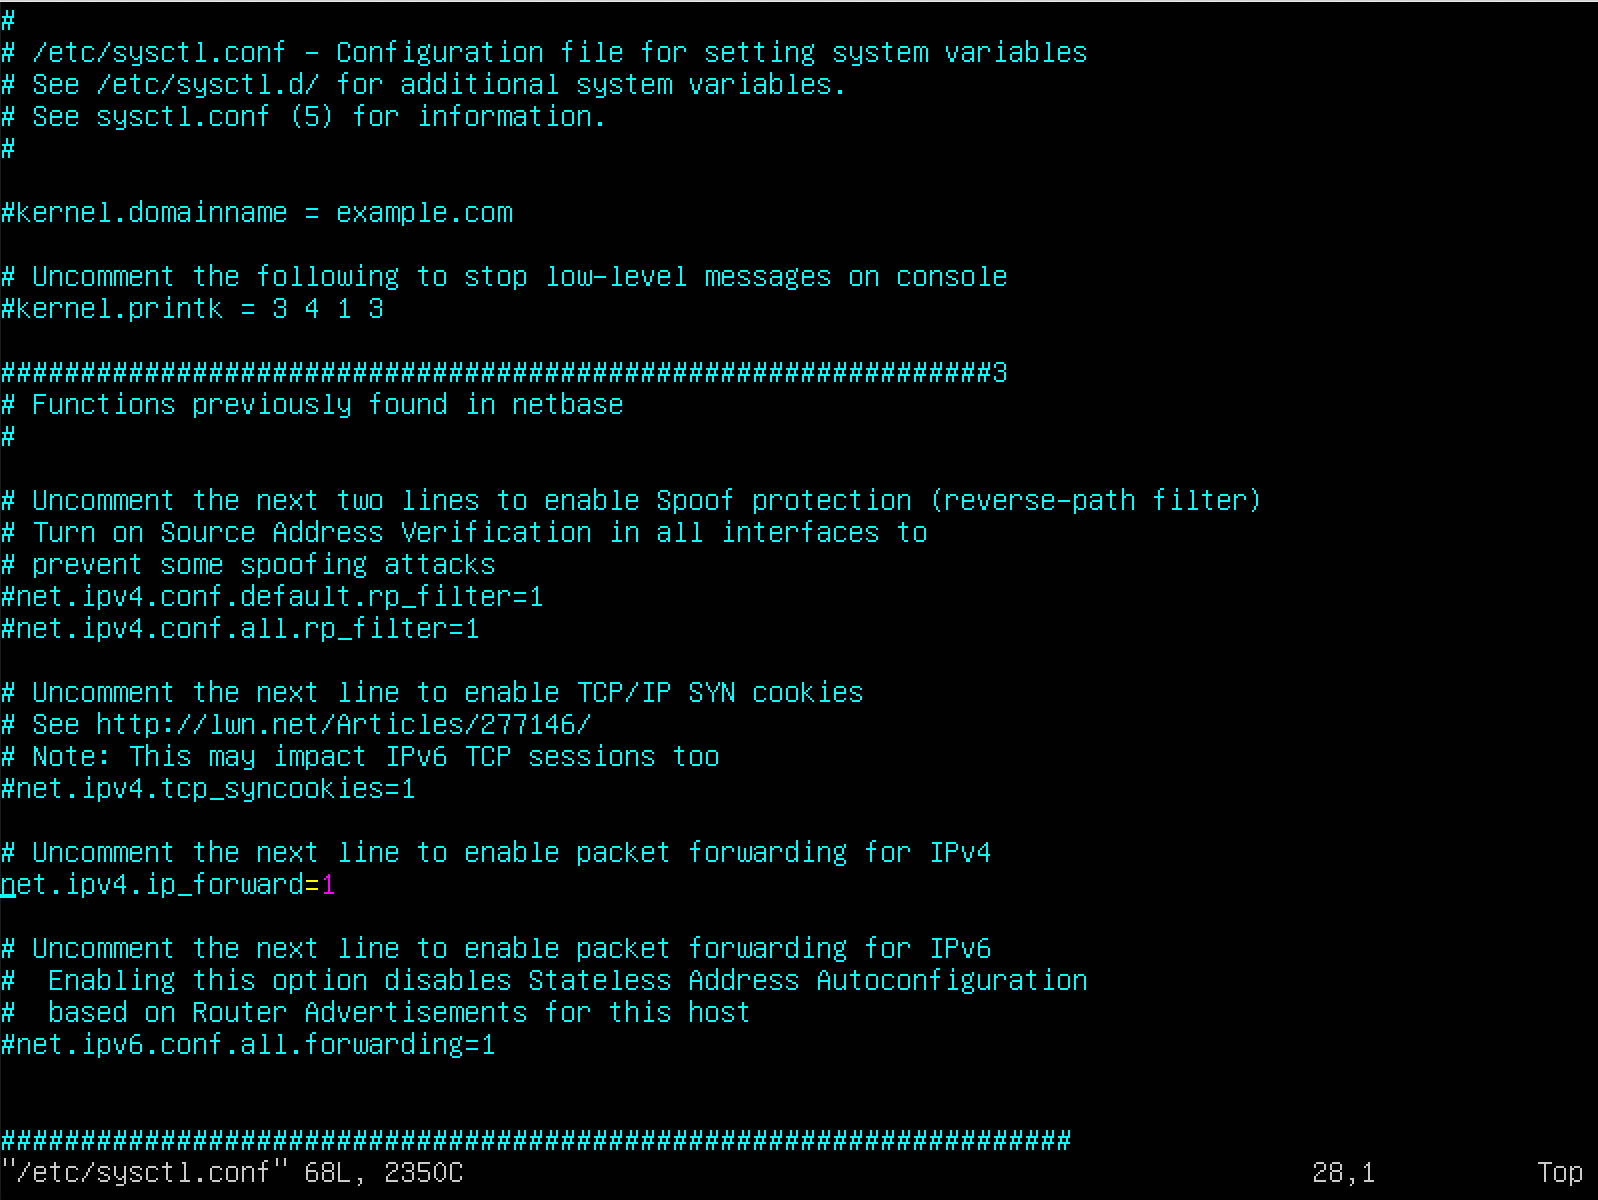 #
# /etc/sysctl.conf - Configuration file for setting system variables
# See /etc/sysctl.d/ for additional system variables.
# See sysctl.conf (5) for information.
#
#kernel.domainname = example.com
# Uncomment the following to stop low-level messages on console
#kernel.printk = 3 4 1 3
##############################################################3
# Functions previously found in netbase
#
# Uncomment the next two lines to enable Spoof protection (reverse-path filter)
# Turn on Source Address Verification in all interfaces to
# prevent some spoofing attacks
#net.ipv4.conf.default.rp_filter=1
#net.ipv4.conf.all.rp_filter=1
# Uncomment the next line to enable TCP/IP SYN cookies
# See http://lwn.net/Articles/277146/
# Note: This may impact IPv6 TCP sessions too
#net.ipv4.tcp_syncookies=1
# Uncomment the next line to enable packet forwarding for IPv4
net.ipv4.ip_forward=1
# Uncomment the next line to enable packet forwarding for IPv6
#  Enabling this option disables Stateless Address Autoconfiguration
#  based on Router Advertisements for this host
#net.ipv6.conf.all.forwarding=1
###################################################################
"/etc/sysctl.conf" 68L, 2350C 28,1 Top